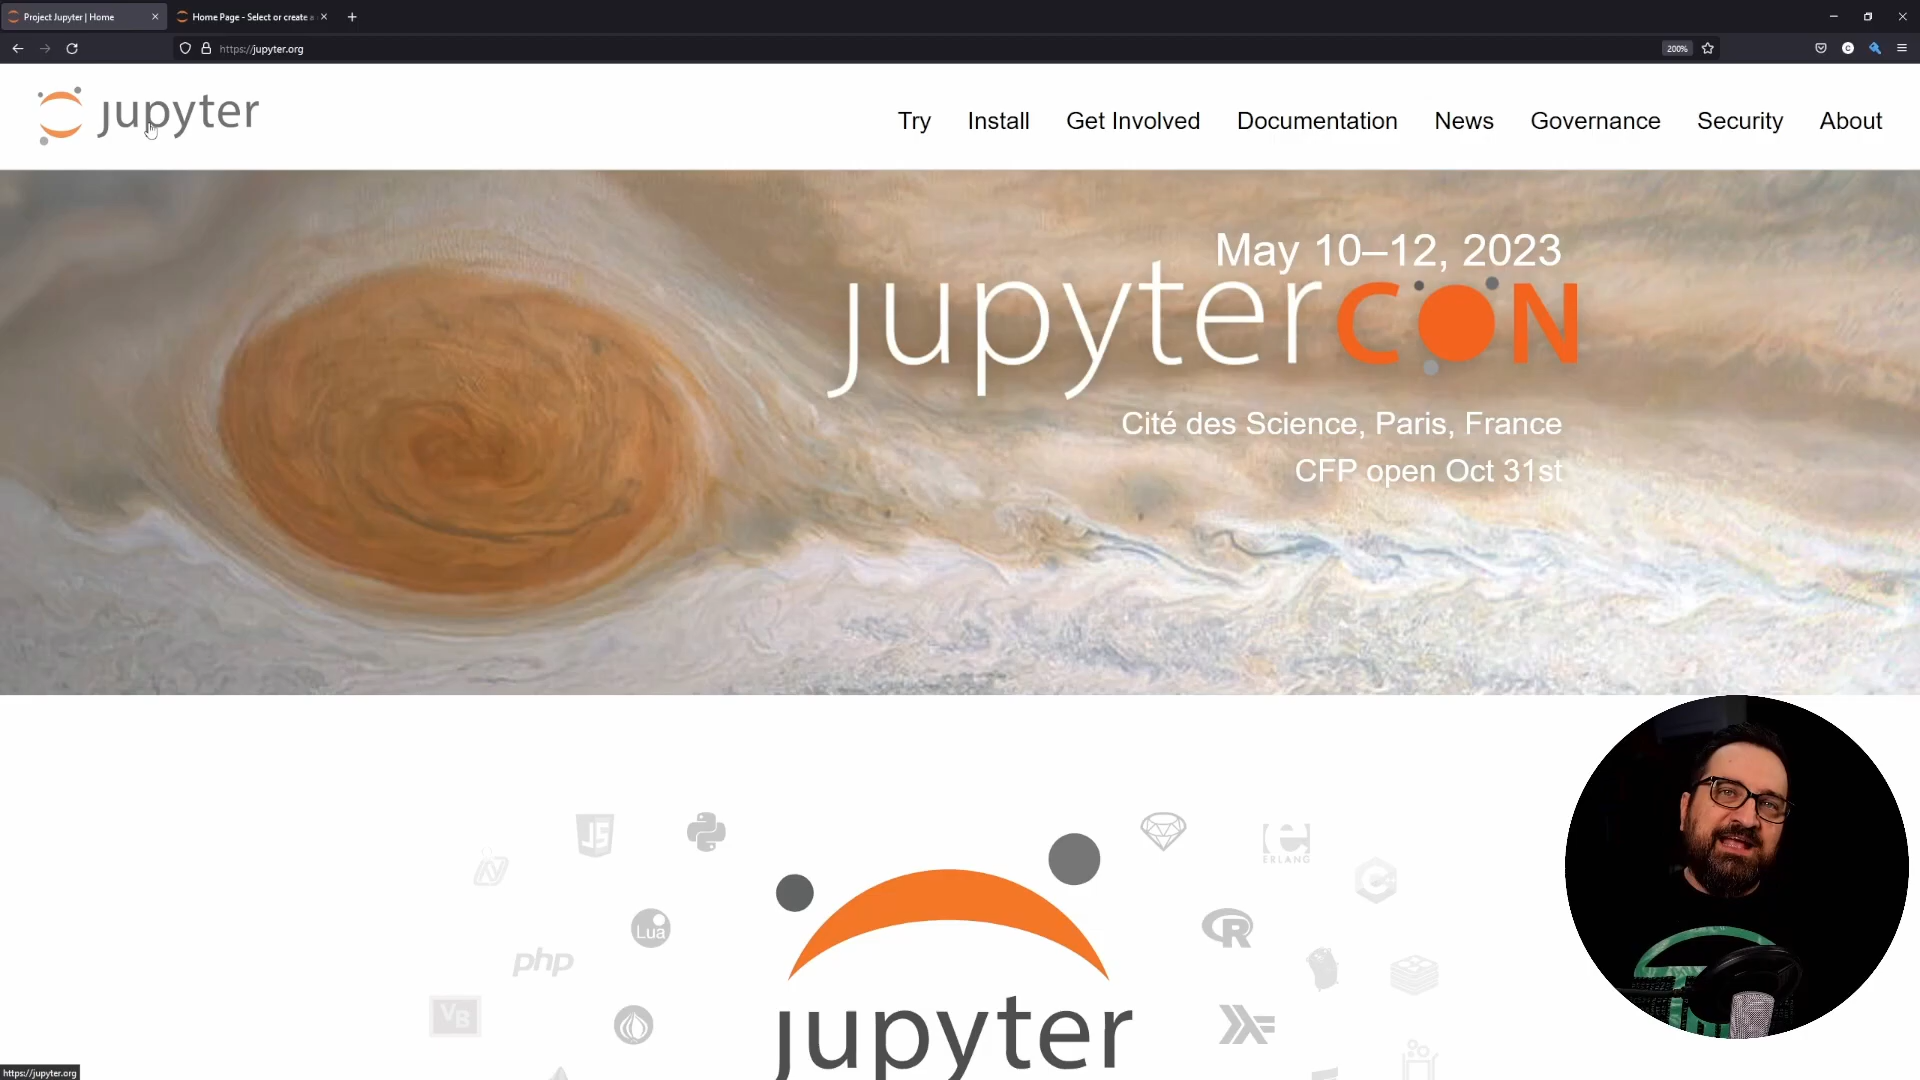 Project Jupyter | Home
Home Page - Select or create a
https://jupyter.org
200%
jupyter
Try
Install
Get Involved
Documentation
News
Governance
Security
About
May 10–12, 2023
jupyterCON
Cité des Science, Paris, France
CFP open Oct 31st
JS
ERLANG
Lua
R
php
VB
jupyter
https://jupyter.org